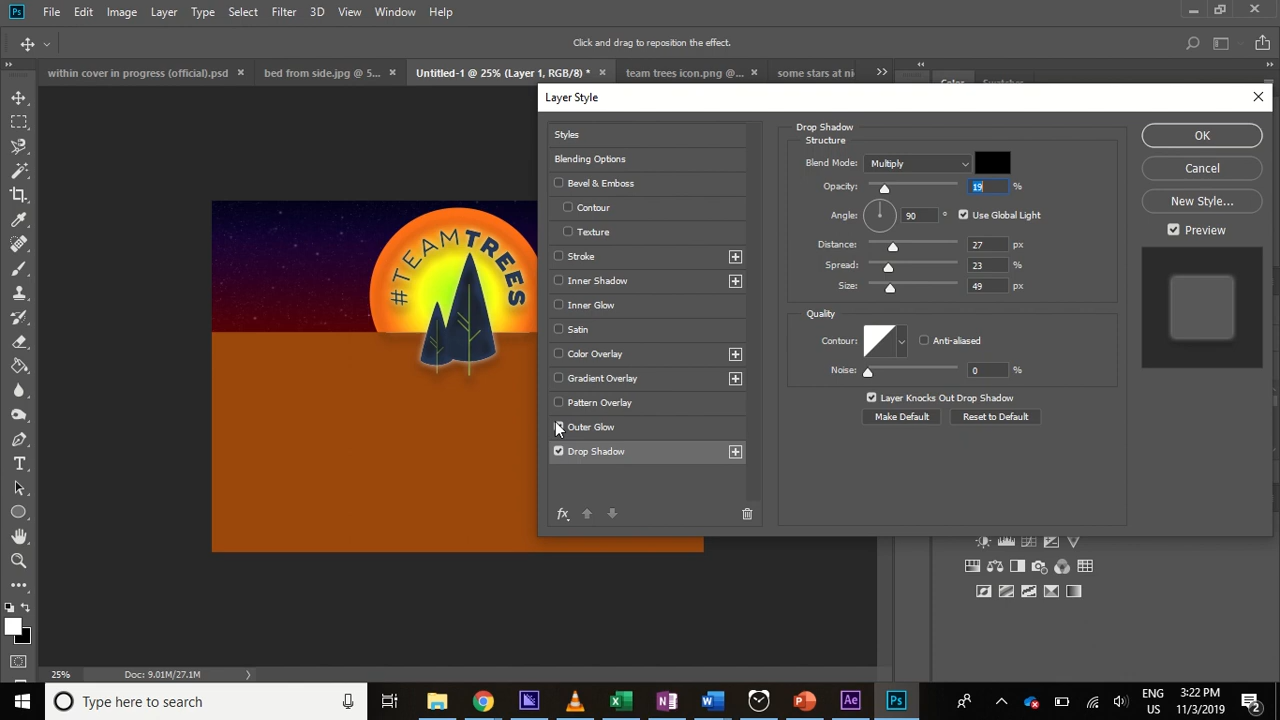 Ps File Edit Image Layer Type Select Filter 3D View Window Help
Click and drag to reposition the effect.
within cover in progress (official).psd × bed from side.jpg @ 5... × Untitled-1 @ 25% (Layer 1, RGB/8) * × team trees icon.png @... × some stars at ni
Layer Style
Styles
Blending Options
Bevel & Emboss
Contour
Texture
Stroke
Inner Shadow
Inner Glow
Satin
Color Overlay
Gradient Overlay
Pattern Overlay
Outer Glow
Drop Shadow
fx
Drop Shadow
Structure
Blend Mode: Multiply
Opacity: 19 %
Angle: 90 ° Use Global Light
Distance: 27 px
Spread: 23 %
Size: 49 px
Quality
Contour: Anti-aliased
Noise: 0 %
Layer Knocks Out Drop Shadow
Make Default Reset to Default
OK
Cancel
New Style...
Preview
#TEAMTREES
25% Doc: 9.01M/27.1M
Type here to search
Ae Ps
ENG
US
3:22 PM
11/3/2019
2